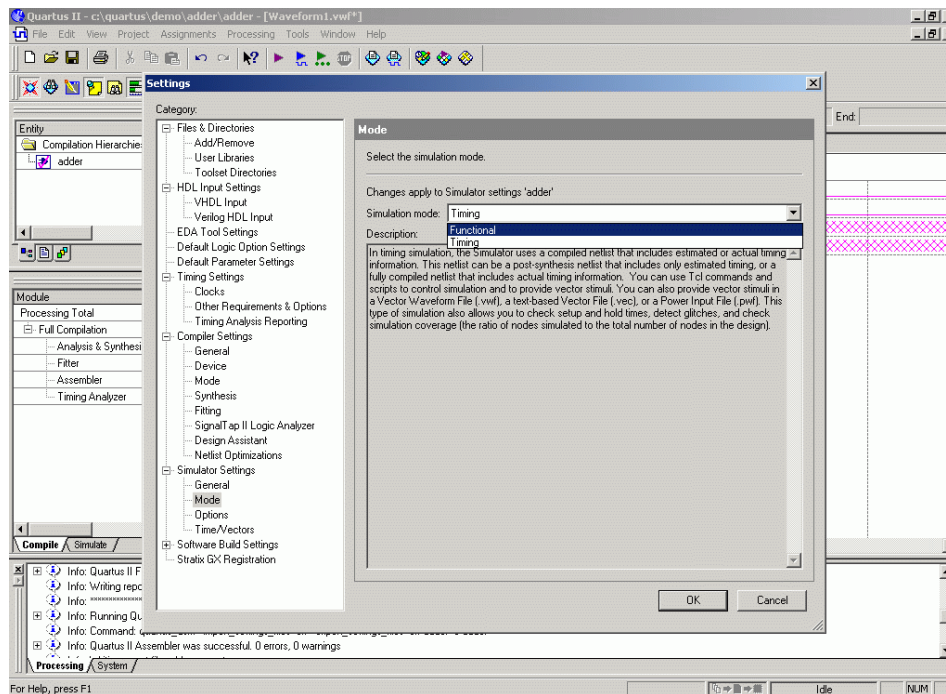 Quartus II - c:\quartus\demo\adder\adder - [Waveform1.vwf*]
File Edit View Project Assignments Processing Tools Window Help
STOP
Settings
Category:
End:
Entity
Compilation Hierarchie
adder
Files & Directories
Add/Remove
User Libraries
Toolset Directories
HDL Input Settings
VHDL Input
Verilog HDL Input
EDA Tool Settings
Default Logic Option Settings
Default Parameter Settings
Timing Settings
Clocks
Other Requirements & Options
Timing Analysis Reporting
Compiler Settings
General
Device
Mode
Synthesis
Fitting
SignalTap II Logic Analyzer
Design Assistant
Netlist Optimizations
Simulator Settings
General
Mode
Options
Time/Vectors
Software Build Settings
Stratix GX Registration
Mode
Select the simulation mode.
Changes apply to Simulator settings 'adder'
Simulation mode: Timing
Functional
Timing
Description:
In timing simulation, the Simulator uses a compiled netlist that includes estimated or actual timing
information. This netlist can be a post-synthesis netlist that includes only estimated timing, or a
fully compiled netlist that includes actual timing information. You can use Tcl commands and
scripts to control simulation and to provide vector stimuli. You can also provide vector stimuli in
a Vector Waveform File (.vwf), a text-based Vector File (.vec), or a Power Input File (.pwf). This
type of simulation also allows you to check setup and hold times, detect glitches, and check
simulation coverage (the ratio of nodes simulated to the total number of nodes in the design).
OK Cancel
Module
Processing Total
Full Compilation
Analysis & Synthesi
Fitter
Assembler
Timing Analyzer
Compile Simulate
Info: Quartus II F
Info: Writing repo
Info: **************
Info: Running Qu
Info: Command:
Info: Quartus II Assembler was successful. 0 errors, 0 warnings
Processing System
For Help, press F1
Idle NUM